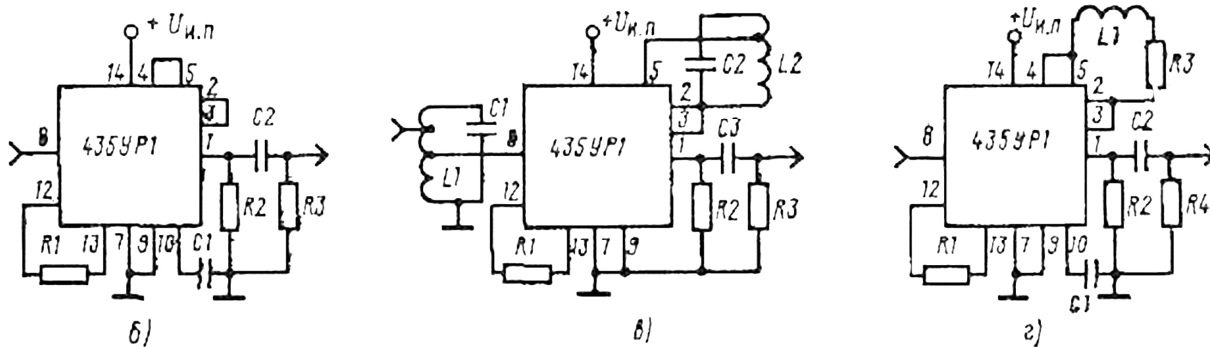 + U и.п
14 4 5
2
3
8 435УР1 1 C2
12 R2 R3
R1 13 7 9 10 C1
б)
+U и.п
14 5 C2 L2
C1 2
3
8 435УР1 1 C3
L1 12 R2 R3
R1 13 7 9
в)
+U и.п L1
14 4 5 R3
2
3
8 435УР1 1 C2
12 R2 R4
R1 13 7 9 10
C1
г)